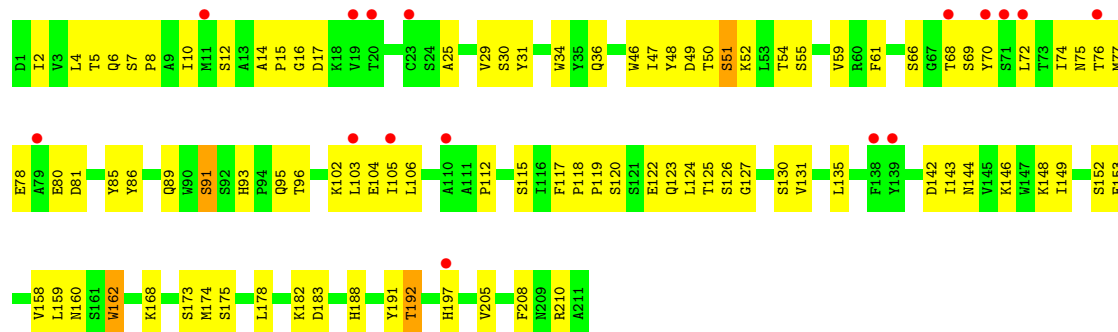 D1 I2 V3 L4 T5 Q6 S7 P8 A9 I10 M11 S12 A13 A14 P15 G16 D17 K18 V19 T20 C23 S24 A25 V29 S30 Y31 W34 Y35 Q36 W46 I47 Y48 D49 T50 S51 K52 L53 T54 S55 V59 R60 F61 S66 G67 T68 S69 Y70 S71 L72 T73 I74 N75 T76 M77
E78 A79 E80 D81 Y85 Y86 Q89 W90 S91 S92 H93 P94 Q95 T96 K102 L103 E104 I105 L106 A110 A111 P112 S115 I116 F117 P118 P119 S120 S121 E122 Q123 L124 T125 S126 G127 S130 V131 L135 F138 Y139 D142 I143 N144 V145 K146 W147 K148 I149 S152 E153
V158 L159 N160 S161 W162 K168 S173 M174 S175 L178 K182 D183 H188 Y191 T192 H197 V205 F208 N209 R210 A211